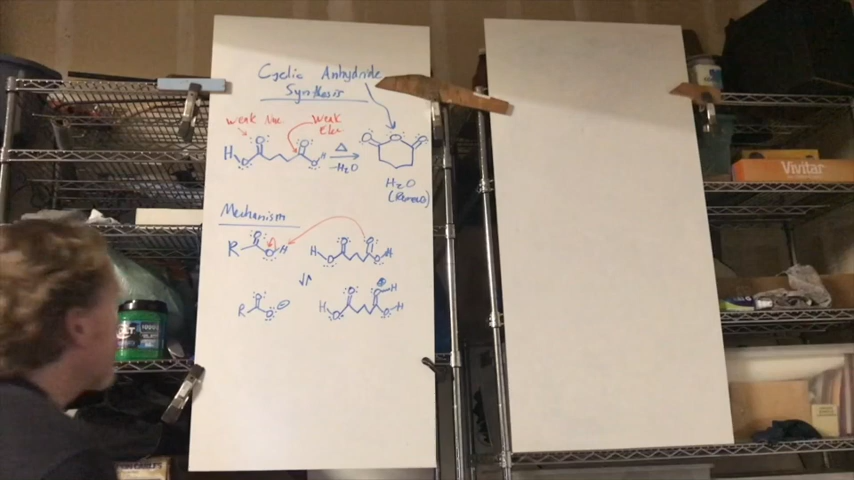 Cyclic Anhydride
Synthesis
weak Nuc.
Weak
Elec.
H O O O O H
Δ
-H₂O
O O O
H₂O
(Remove)
Mechanism
R O O H
H O O O O H
R O O ⊖
H O O O ⊕ H O H
Vivitar